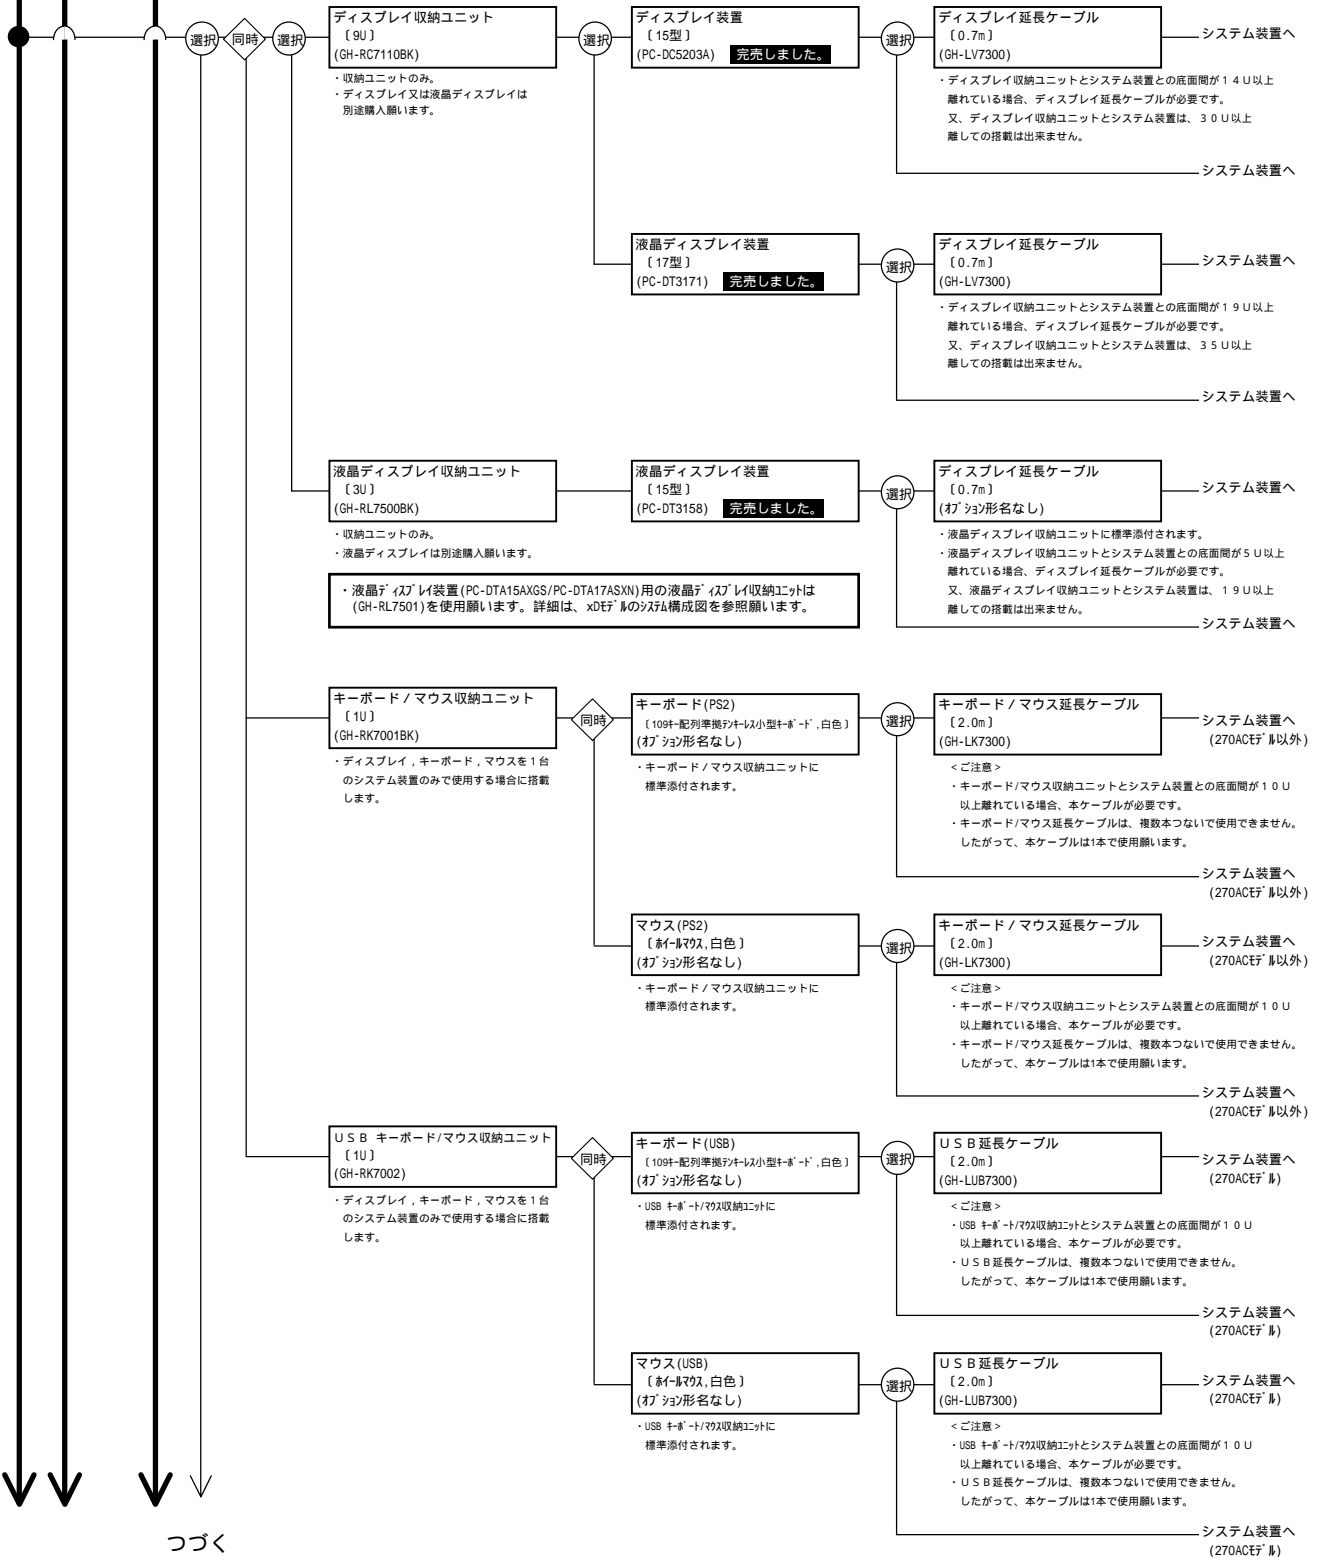 選択
同時
選択
ディスプレイ収納ユニット
〔9U〕
(GH-RC7110BK)
・収納ユニットのみ。
・ディスプレイ又は液晶ディスプレイは
別途購入願います。
選択
ディスプレイ装置
〔15型〕
(PC-DC5203A) 完売しました。
選択
ディスプレイ延長ケーブル
〔0.7m〕
(GH-LV7300)
システム装置へ
・ディスプレイ収納ユニットとシステム装置との底面間が14U以上
離れている場合、ディスプレイ延長ケーブルが必要です。
又、ディスプレイ収納ユニットとシステム装置は、30U以上
離しての搭載は出来ません。
システム装置へ
液晶ディスプレイ装置
〔17型〕
(PC-DT3171) 完売しました。
選択
ディスプレイ延長ケーブル
〔0.7m〕
(GH-LV7300)
システム装置へ
・ディスプレイ収納ユニットとシステム装置との底面間が19U以上
離れている場合、ディスプレイ延長ケーブルが必要です。
又、ディスプレイ収納ユニットとシステム装置は、35U以上
離しての搭載は出来ません。
システム装置へ
液晶ディスプレイ収納ユニット
〔3U〕
(GH-RL7500BK)
・収納ユニットのみ。
・液晶ディスプレイは別途購入願います。
液晶ディスプレイ装置
〔15型〕
(PC-DT3158) 完売しました。
選択
ディスプレイ延長ケーブル
〔0.7m〕
(ｵﾌﾟｼｮﾝ形名なし)
システム装置へ
・液晶ディスプレイ収納ユニットに標準添付されます。
・液晶ディスプレイ収納ユニットとシステム装置との底面間が5U以上
離れている場合、ディスプレイ延長ケーブルが必要です。
又、液晶ディスプレイ収納ユニットとシステム装置は、19U以上
離しての搭載は出来ません。
システム装置へ
・液晶ﾃﾞｨｽﾌﾟﾚｲ装置(PC-DTA15AXGS/PC-DTA17ASXN)用の液晶ﾃﾞｨｽﾌﾟﾚｲ収納ﾕﾆｯﾄは
(GH-RL7501)を使用願います。詳細は、xDﾓﾃﾞﾙのｼｽﾃﾑ構成図を参照願います。
キーボード/マウス収納ユニット
〔1U〕
(GH-RK7001BK)
・ディスプレイ,キーボード,マウスを1台
のシステム装置のみで使用する場合に搭載
します。
同時
キーボード(PS2)
〔109ｷｰ配列準拠ﾃﾝｷｰﾚｽ小型ｷｰﾎﾞｰﾄﾞ,白色〕
(ｵﾌﾟｼｮﾝ形名なし)
・キーボード/マウス収納ユニットに
標準添付されます。
選択
キーボード/マウス延長ケーブル
〔2.0m〕
(GH-LK7300)
システム装置へ
(270ACﾓﾃﾞﾙ以外)
<ご注意>
・キーボード/マウス収納ユニットとシステム装置との底面間が10U
以上離れている場合、本ケーブルが必要です。
・キーボード/マウス延長ケーブルは、複数本つないで使用できません。
したがって、本ケーブルは1本で使用願います。
システム装置へ
(270ACﾓﾃﾞﾙ以外)
マウス(PS2)
〔ﾎｲｰﾙﾏｳｽ,白色〕
(ｵﾌﾟｼｮﾝ形名なし)
・キーボード/マウス収納ユニットに
標準添付されます。
選択
キーボード/マウス延長ケーブル
〔2.0m〕
(GH-LK7300)
システム装置へ
(270ACﾓﾃﾞﾙ以外)
<ご注意>
・キーボード/マウス収納ユニットとシステム装置との底面間が10U
以上離れている場合、本ケーブルが必要です。
・キーボード/マウス延長ケーブルは、複数本つないで使用できません。
したがって、本ケーブルは1本で使用願います。
システム装置へ
(270ACﾓﾃﾞﾙ以外)
USB キーボード/マウス収納ユニット
〔1U〕
(GH-RK7002)
・ディスプレイ,キーボード,マウスを1台
のシステム装置のみで使用する場合に搭載
します。
同時
キーボード(USB)
〔109ｷｰ配列準拠ﾃﾝｷｰﾚｽ小型ｷｰﾎﾞｰﾄﾞ,白色〕
(ｵﾌﾟｼｮﾝ形名なし)
・USB ｷｰﾎﾞｰﾄ/ﾏｳｽ収納ﾕﾆｯﾄに
標準添付されます。
選択
USB延長ケーブル
〔2.0m〕
(GH-LUB7300)
システム装置へ
(270ACﾓﾃﾞﾙ)
<ご注意>
・USB ｷｰﾎﾞｰﾄ/ﾏｳｽ収納ﾕﾆｯﾄとシステム装置との底面間が10U
以上離れている場合、本ケーブルが必要です。
・USB延長ケーブルは、複数本つないで使用できません。
したがって、本ケーブルは1本で使用願います。
システム装置へ
(270ACﾓﾃﾞﾙ)
マウス(USB)
〔ﾎｲｰﾙﾏｳｽ,白色〕
(ｵﾌﾟｼｮﾝ形名なし)
・USB ｷｰﾎﾞｰﾄ/ﾏｳｽ収納ﾕﾆｯﾄに
標準添付されます。
選択
USB延長ケーブル
〔2.0m〕
(GH-LUB7300)
システム装置へ
(270ACﾓﾃﾞﾙ)
<ご注意>
・USB ｷｰﾎﾞｰﾄ/ﾏｳｽ収納ﾕﾆｯﾄとシステム装置との底面間が10U
以上離れている場合、本ケーブルが必要です。
・USB延長ケーブルは、複数本つないで使用できません。
したがって、本ケーブルは1本で使用願います。
システム装置へ
(270ACﾓﾃﾞﾙ)
つづく